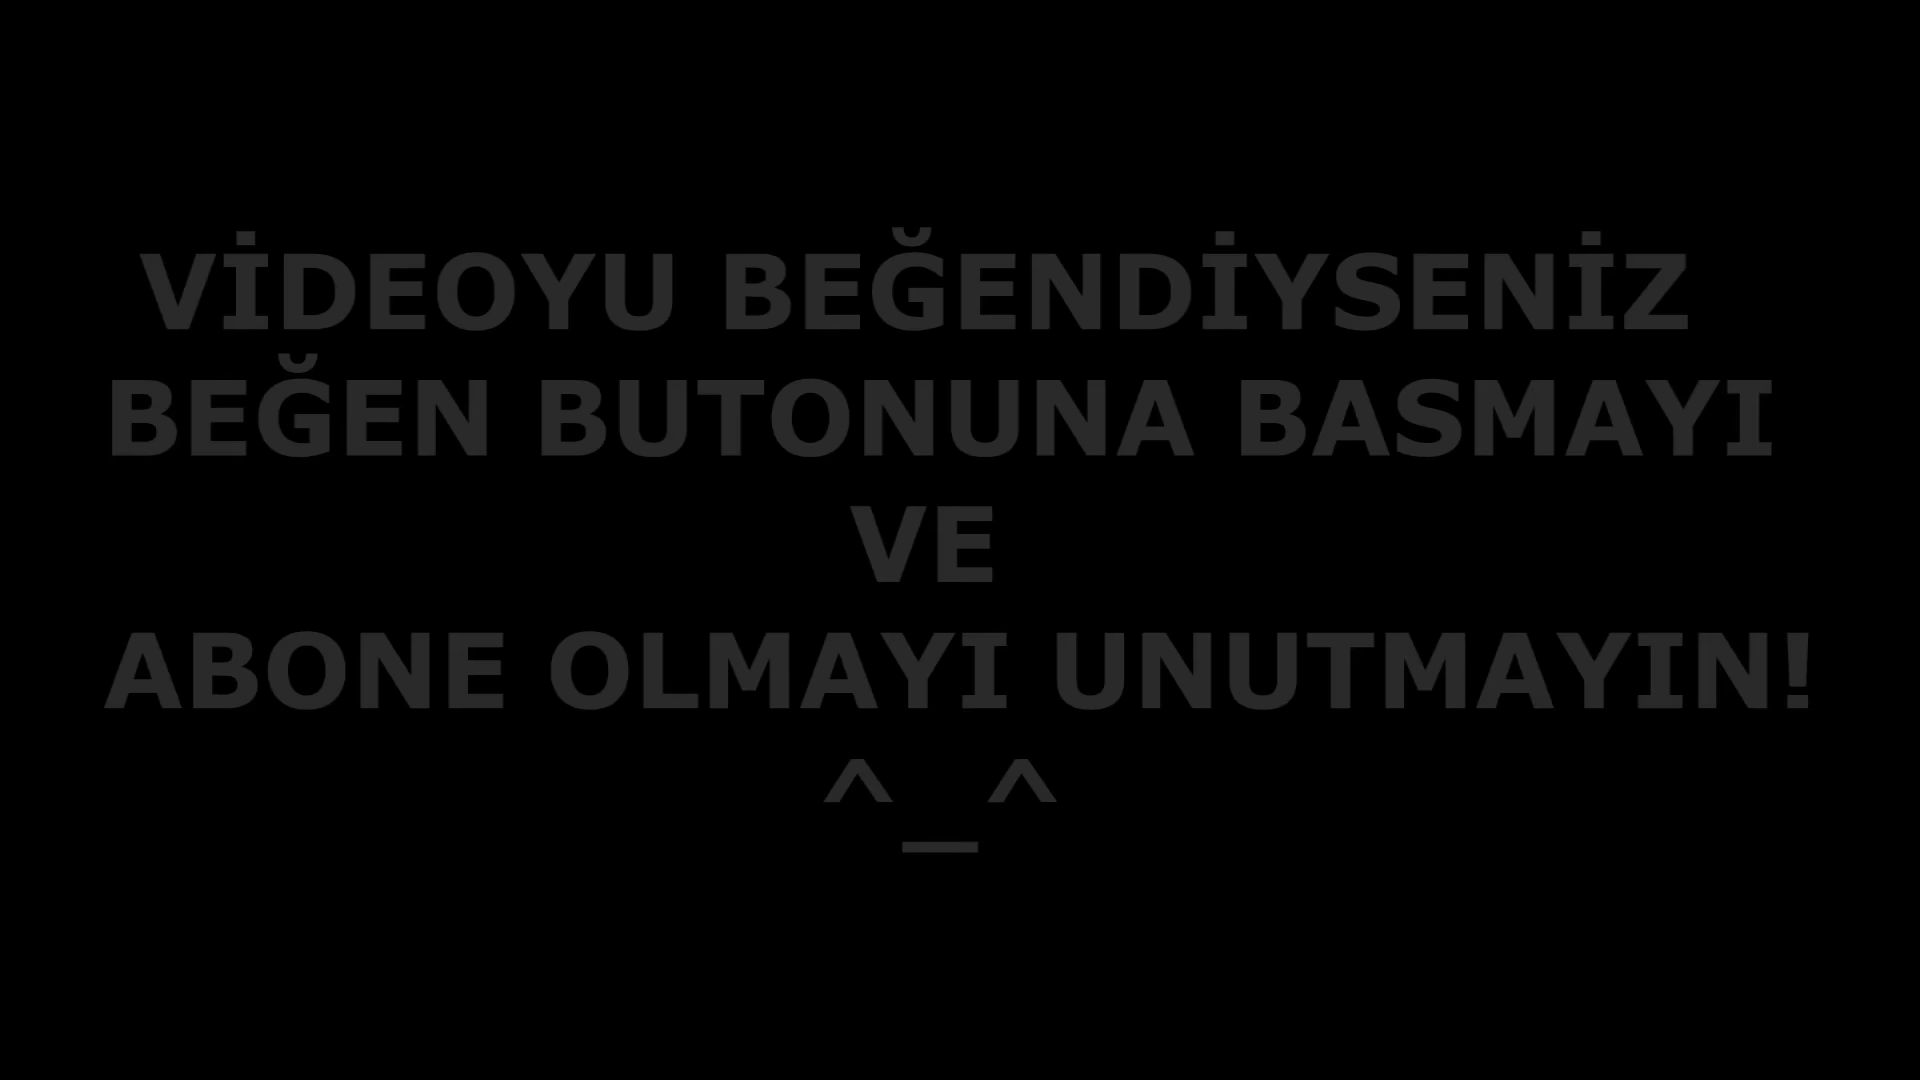 VİDEOYU BEĞENDİYSENİZ
BEĞEN BUTONUNA BASMAYI
VE
ABONE OLMAYI UNUTMAYIN!
^_^